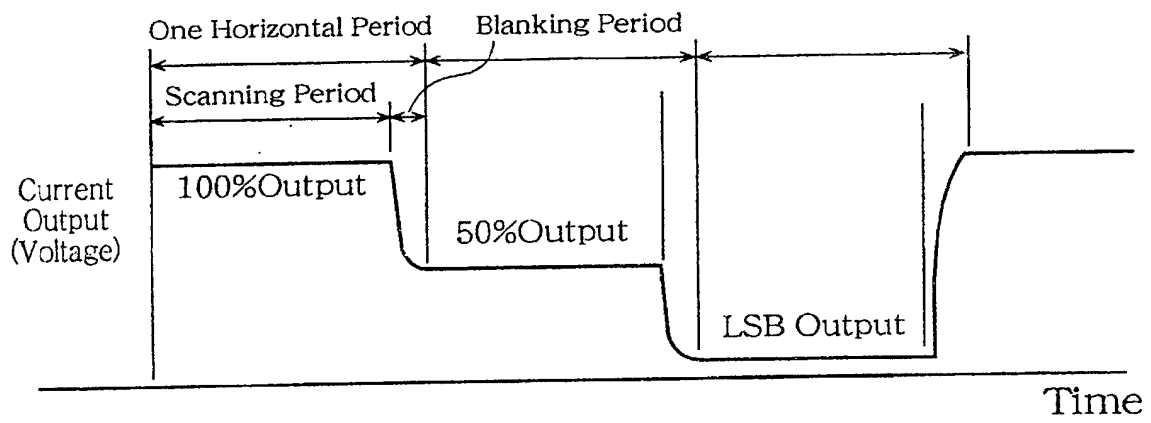 One Horizontal Period
Blanking Period
Scanning Period
100%Output
Current
Output
(Voltage)
50%Output
LSB Output
Time